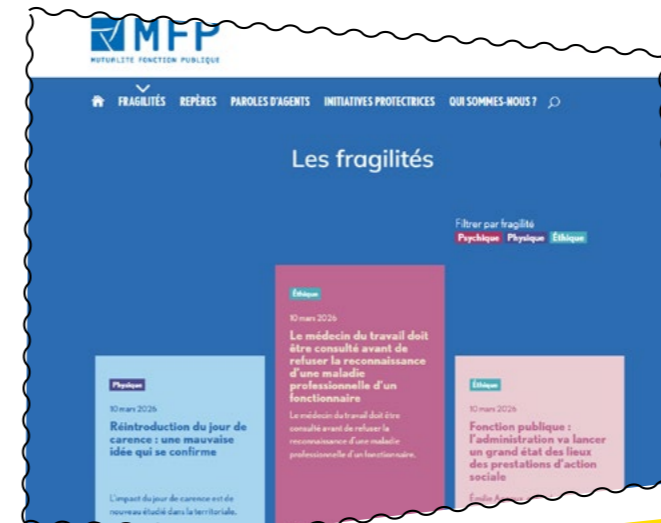 MFP
MUTUALITE FONCTION PUBLIQUE
FRAGILITÉS REPÈRES PAROLES D'AGENTS INITIATIVES PROTECTRICES QUI SOMMES-NOUS ?
Les fragilités
Filtrer par fragilité
Psychique Physique Éthique
Éthique
10 mars 2026
Le médecin du travail doit
être consulté avant de
refuser la reconnaissance
d'une maladie
professionnelle d'un
fonctionnaire
Le médecin du travail doit être
consulté avant de refuser la
reconnaissance d'une maladie
professionnelle d'un fonctionnaire.
Physique
10 mars 2026
Réintroduction du jour de
carence : une mauvaise
idée qui se confirme
L'impact du jour de carence est de
nouveau étudié dans la territoriale.
Éthique
10 mars 2026
Fonction publique :
l'administration va lancer
un grand état des lieux
des prestations d'action
sociale